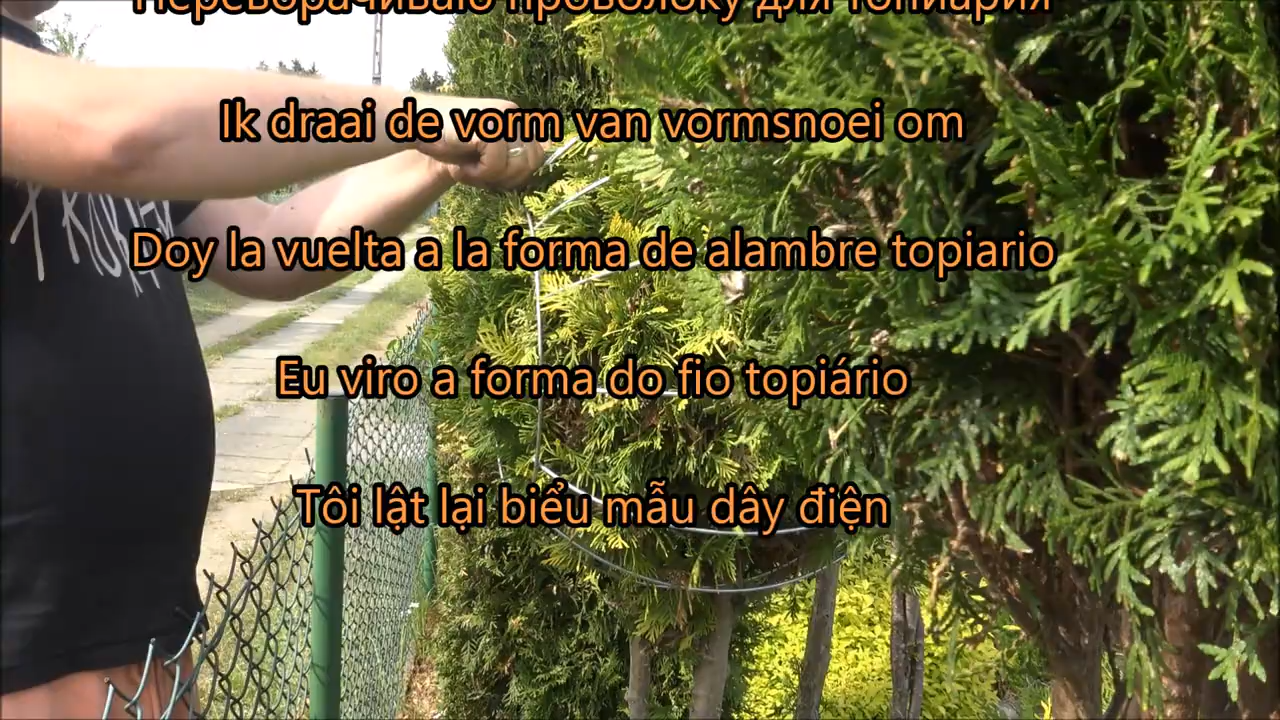 Переворачиваю проволоку для топиария
Ik draai de vorm van vormsnoei om
Doy la vuelta a la forma de alambre topiario
Eu viro a forma do fio topiário
Tôi lật lại biểu mẫu dây điện